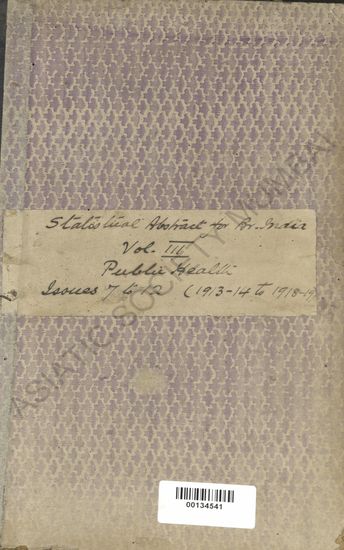 Statistical Abstract for Br. India
Vol. III
Public Health
Issues 7 to 12 (1913-14 to 1918-19)
ASIATIC SOCIETY MUMBAI
00134541